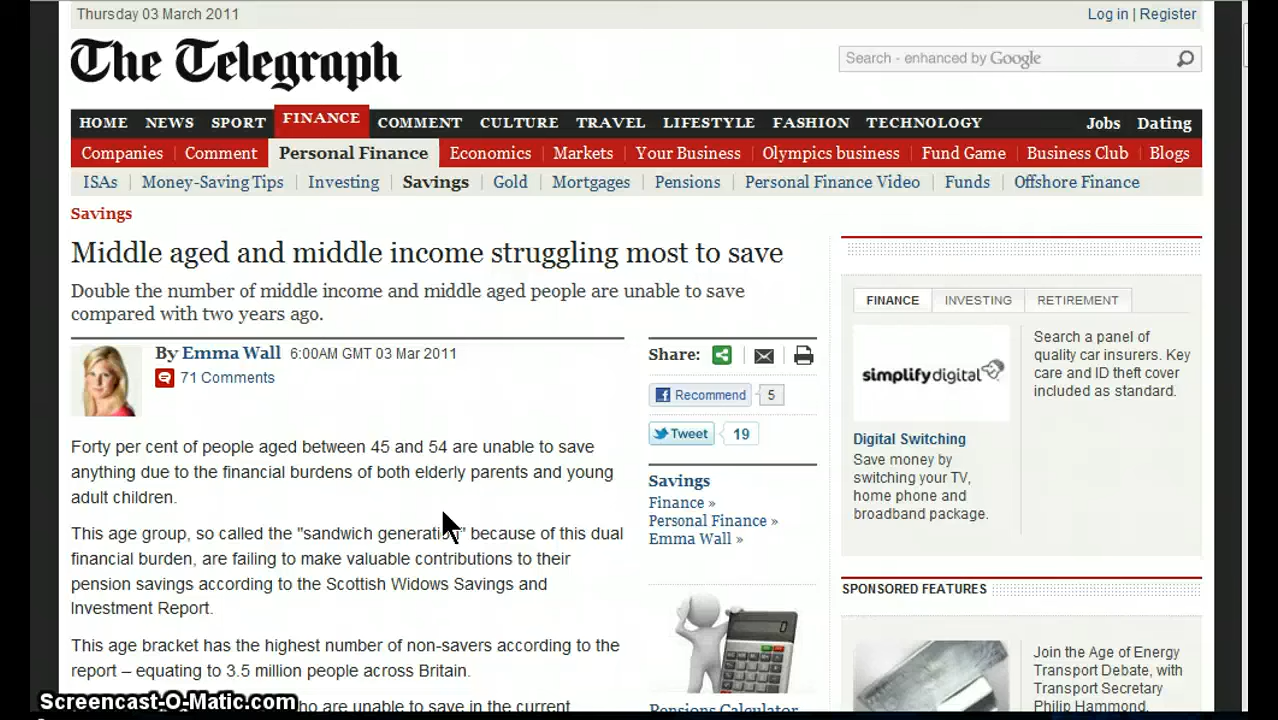 Thursday 03 March 2011
Log in | Register
The Telegraph
Search - enhanced by Google
HOME NEWS SPORT FINANCE COMMENT CULTURE TRAVEL LIFESTYLE FASHION TECHNOLOGY Jobs Dating
Companies | Comment Personal Finance Economics | Markets | Your Business | Olympics business | Fund Game | Business Club | Blogs
ISAs | Money-Saving Tips | Investing | Savings | Gold | Mortgages | Pensions | Personal Finance Video | Funds | Offshore Finance
Savings
Middle aged and middle income struggling most to save
Double the number of middle income and middle aged people are unable to save
compared with two years ago.
By Emma Wall 6:00AM GMT 03 Mar 2011
71 Comments
Forty per cent of people aged between 45 and 54 are unable to save
anything due to the financial burdens of both elderly parents and young
adult children.
This age group, so called the "sandwich generation" because of this dual
financial burden, are failing to make valuable contributions to their
pension savings according to the Scottish Widows Savings and
Investment Report.
This age bracket has the highest number of non-savers according to the
report – equating to 3.5 million people across Britain.
who are unable to save in the current
Share:
Recommend 5
Tweet 19
Savings
Finance »
Personal Finance »
Emma Wall »
Pensions Calculator
FINANCE INVESTING RETIREMENT
simplifydigital
Digital Switching
Save money by
switching your TV,
home phone and
broadband package.
Search a panel of
quality car insurers. Key
care and ID theft cover
included as standard.
SPONSORED FEATURES
Join the Age of Energy
Transport Debate, with
Transport Secretary
Philip Hammond.
Screencast-O-Matic.com